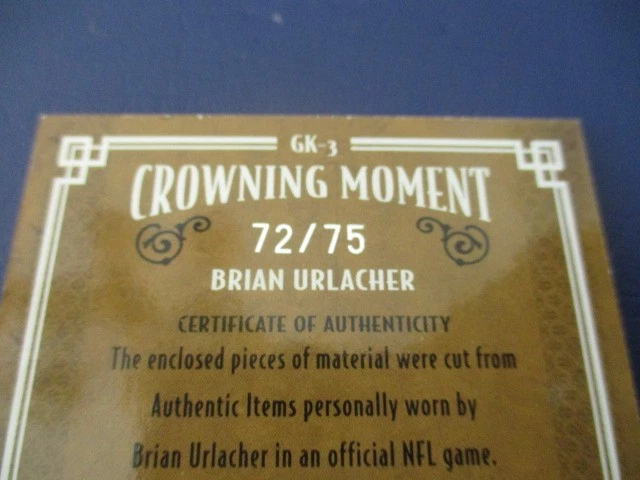 GK-3
CROWNING MOMENT
72/75
BRIAN URLACHER
CERTIFICATE OF AUTHENTICITY
The enclosed pieces of material were cut from
Authentic Items personally worn by
Brian Urlacher in an official NFL game.